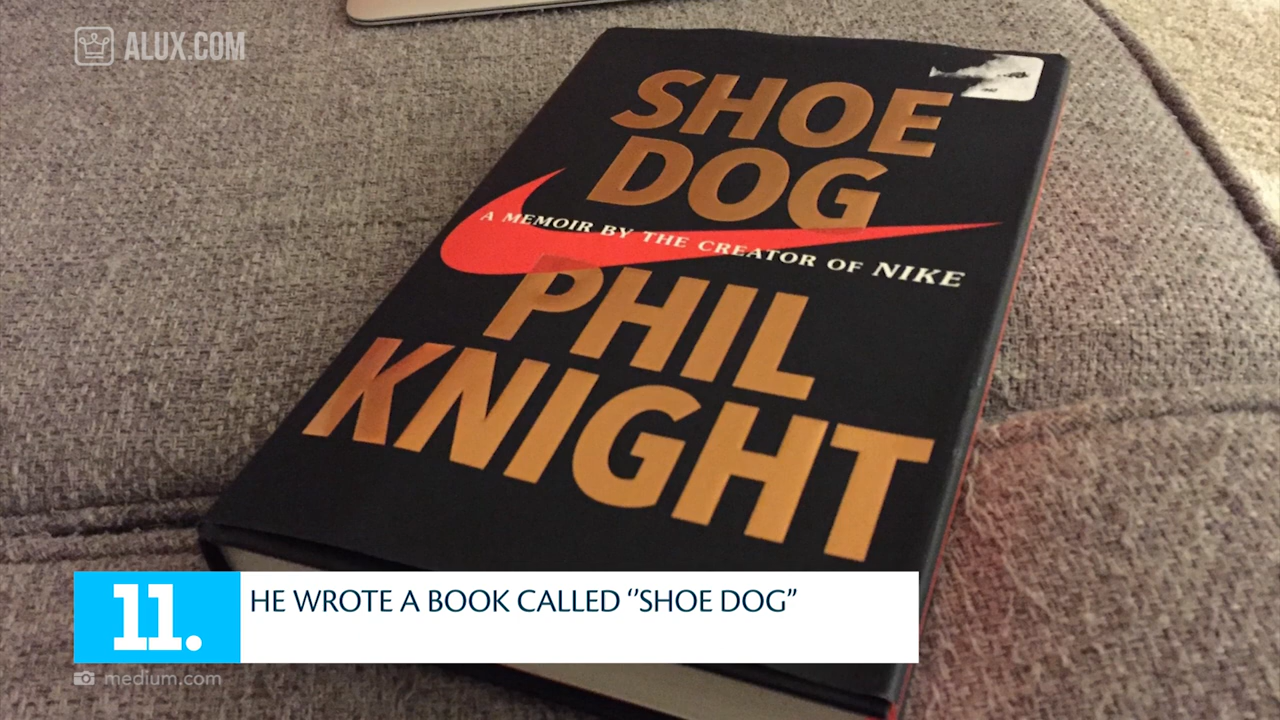 ALUX.COM
SHOE
DOG
A MEMOIR BY THE CREATOR OF NIKE
PHIL
KNIGHT
11.
HE WROTE A BOOK CALLED “SHOE DOG”
medium.com